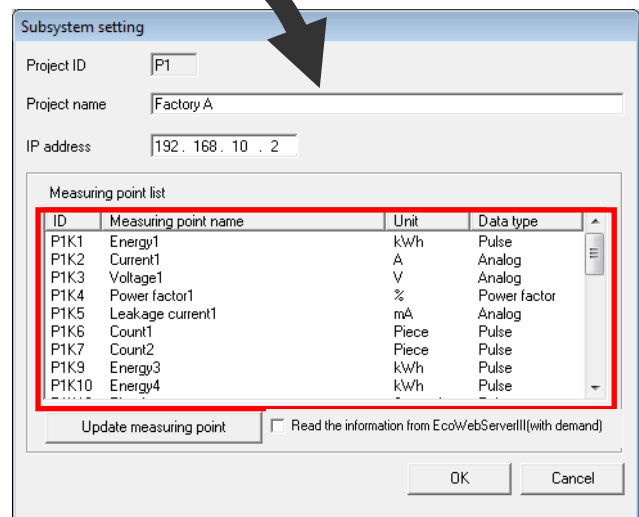 Subsystem setting
Project ID P1
Project name Factory A
IP address 192 . 168 . 10 . 2
Measuring point list
ID Measuring point name Unit Data type
P1K1 Energy1 kWh Pulse
P1K2 Current1 A Analog
P1K3 Voltage1 V Analog
P1K4 Power factor1 % Power factor
P1K5 Leakage current1 mA Analog
P1K6 Count1 Piece Pulse
P1K7 Count2 Piece Pulse
P1K9 Energy3 kWh Pulse
P1K10 Energy4 kWh Pulse
Update measuring point Read the information from EcoWebServerIII(with demand)
OK Cancel